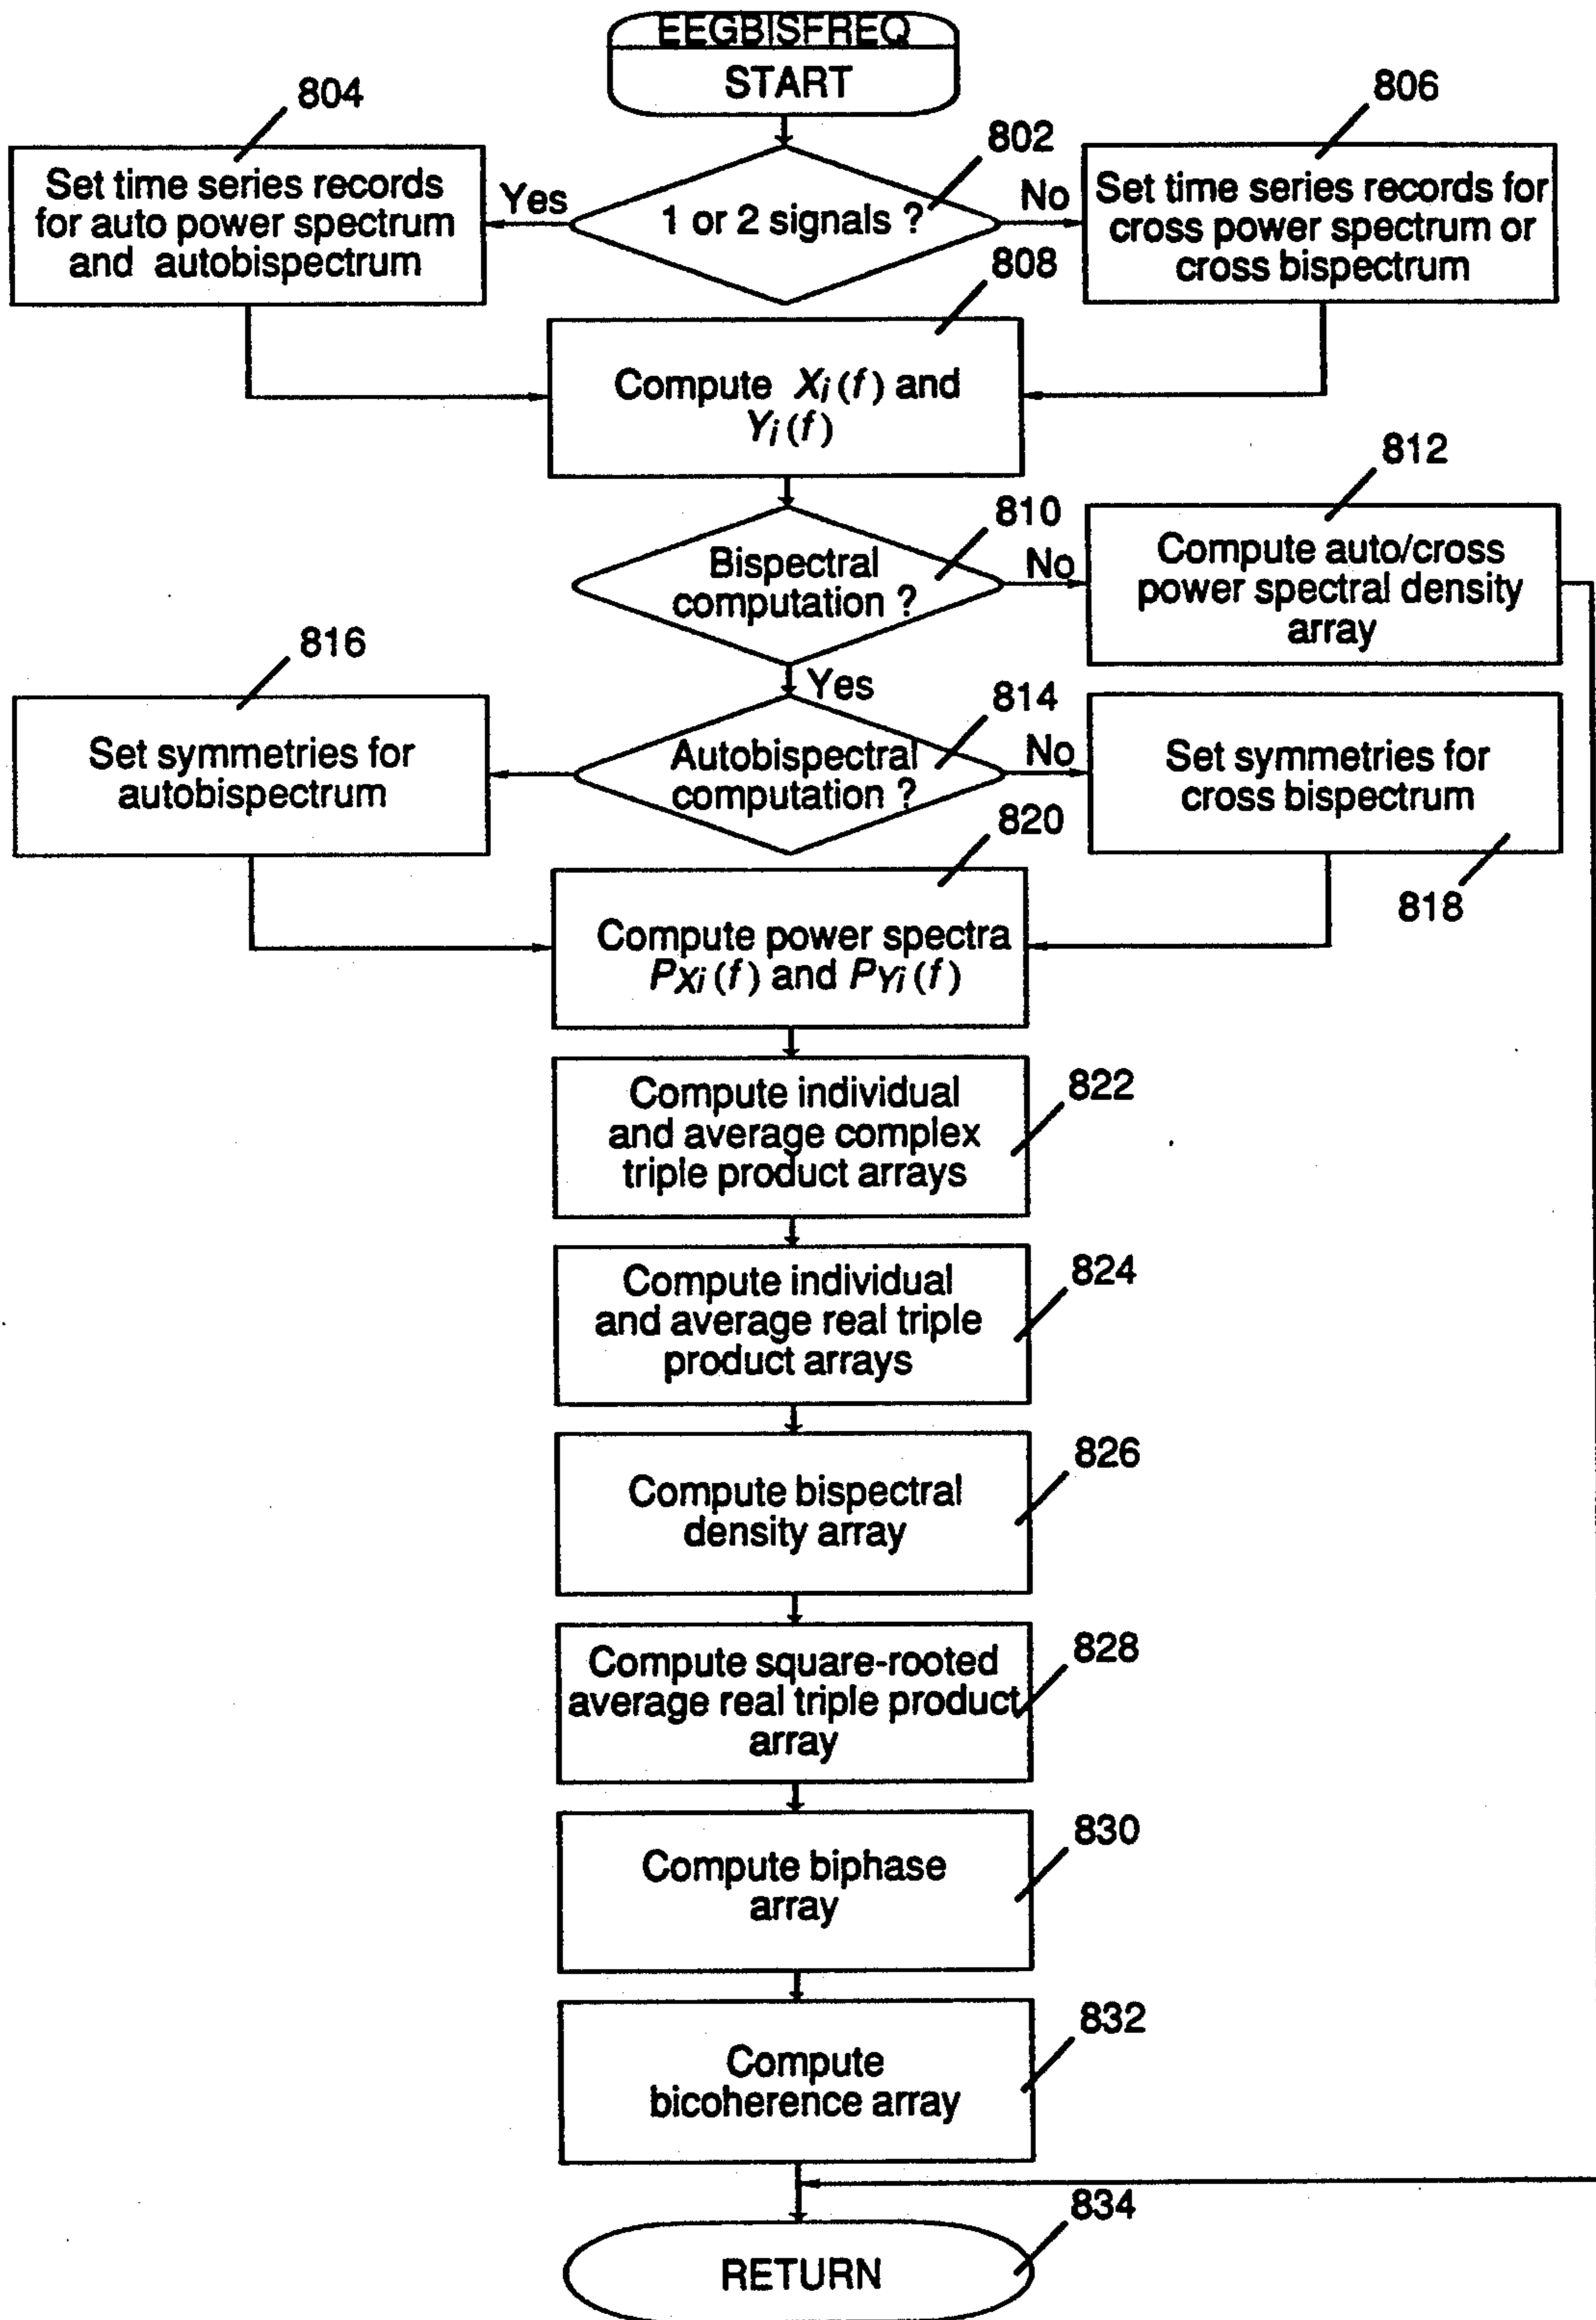 EEGBISFREQ
START
804
806
802
Set time series records
for auto power spectrum
and autobispectrum
Yes
1 or 2 signals ?
No
Set time series records for
cross power spectrum or
cross bispectrum
808
Compute Xi (f) and
Yi (f)
812
810
Bispectral
computation ?
No
Compute auto/cross
power spectral density
array
816
Yes
814
Set symmetries for
autobispectrum
Autobispectral
computation ?
No
Set symmetries for
cross bispectrum
820
818
Compute power spectra
PXi (f) and PYi (f)
Compute individual
and average complex
triple product arrays
822
Compute individual
and average real triple
product arrays
824
Compute bispectral
density array
826
Compute square-rooted
average real triple product
array
828
Compute biphase
array
830
Compute
bicoherence array
832
834
RETURN